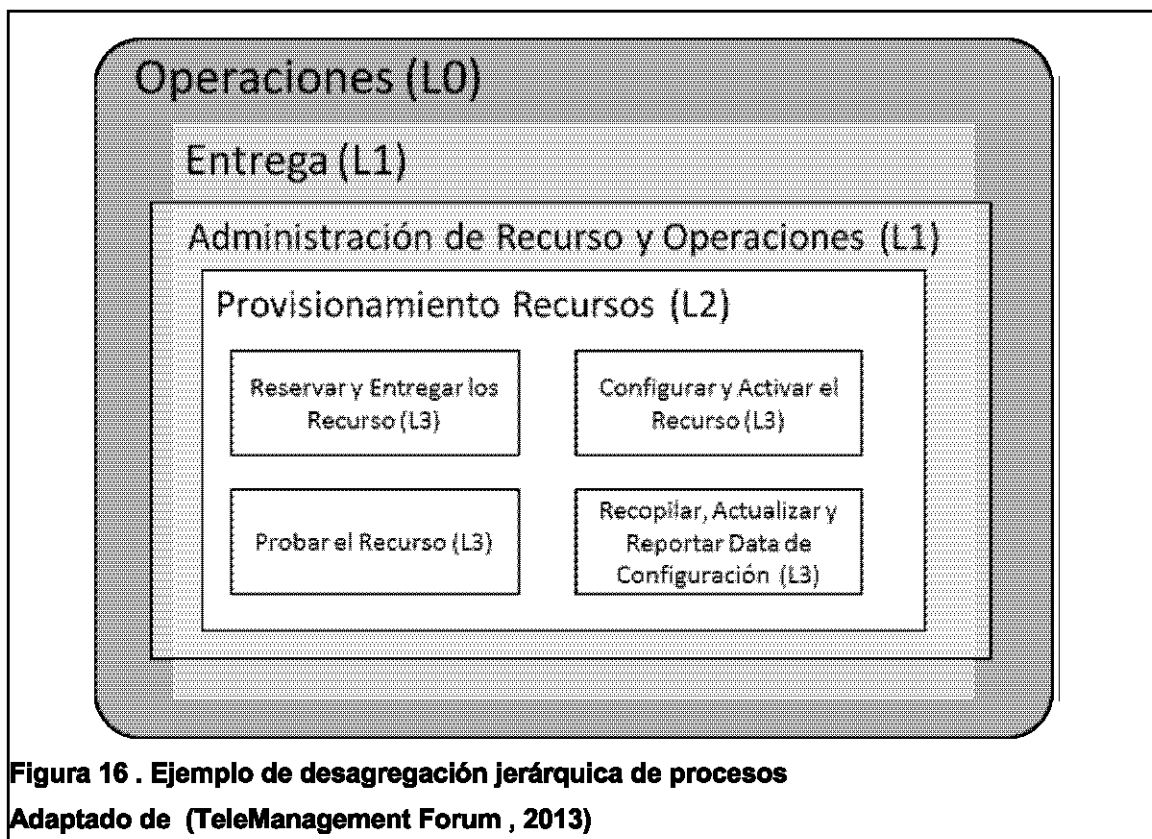 Operaciones (L0)
Entrega (L1)
Administración de Recurso y Operaciones (L1)
Provisionamiento Recursos (L2)
Reservar y Entregar los
Recurso (L3)
Configurar y Activar el
Recurso (L3)
Probar el Recurso (L3)
Recopilar, Actualizar y
Reportar Data de
Configuración (L3)
Figura 16 . Ejemplo de desagregación jerárquica de procesos
Adaptado de (TeleManagement Forum , 2013)